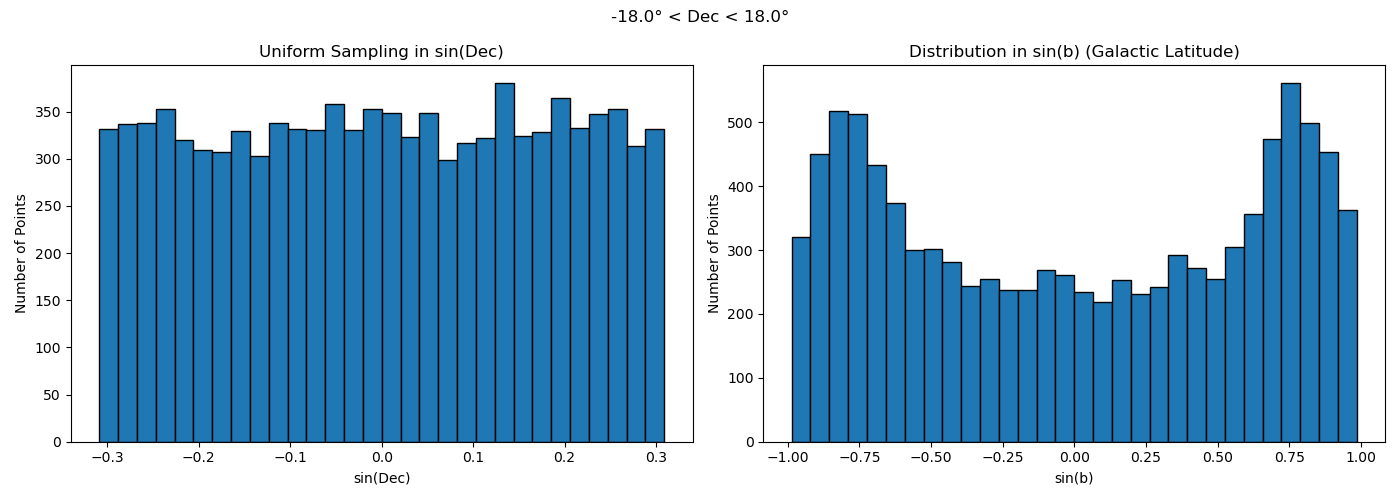 -18.0° < Dec < 18.0°
Uniform Sampling in sin(Dec)
Number of Points
350
300
250
200
150
100
50
0
−0.3 −0.2 −0.1 0.0 0.1 0.2 0.3
sin(Dec)
Distribution in sin(b) (Galactic Latitude)
Number of Points
500
400
300
200
100
0
−1.00 −0.75 −0.50 −0.25 0.00 0.25 0.50 0.75 1.00
sin(b)